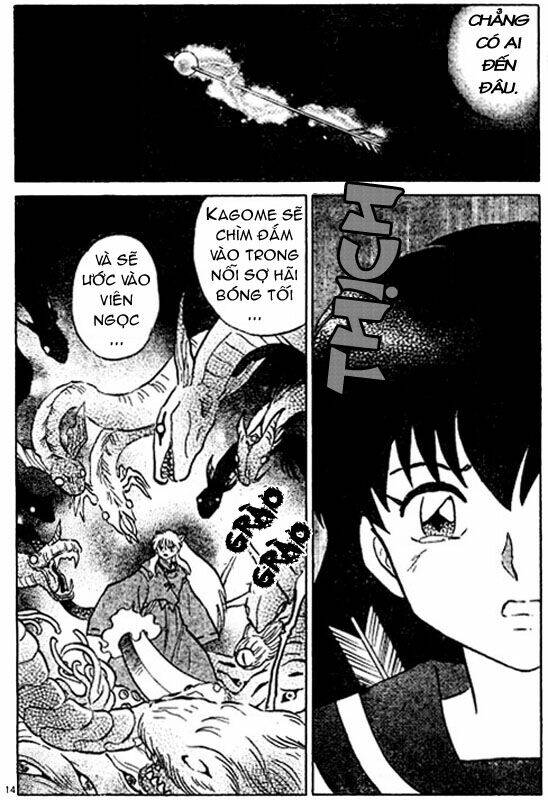 CHẲNG
CÓ AI
ĐẾN
ĐÂU.
THỊCH
KAGOME SẼ
CHÌM ĐẮM
VÀO TRONG
NỖI SỢ HÃI
BÓNG TỐI
...
VÀ SẼ
ƯỚC VÀO
VIÊN
NGỌC
...
GRÀO
GRÀO
14